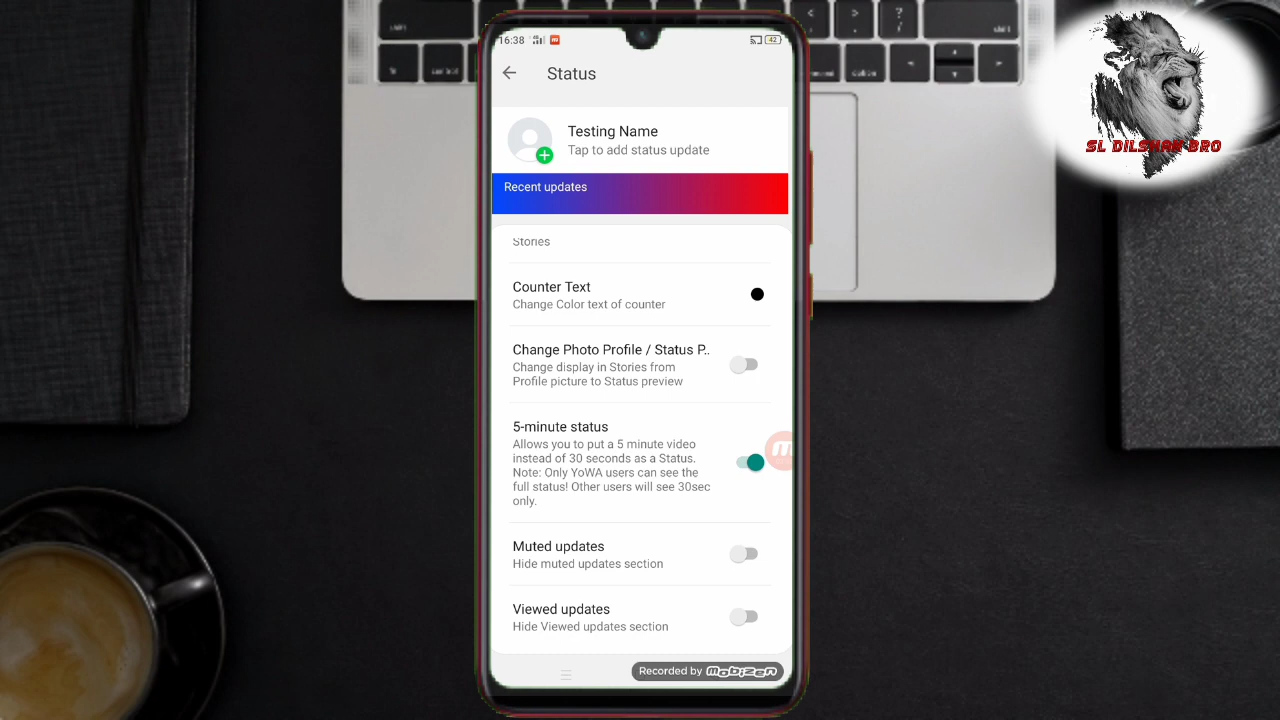 16:38
42
Status
Testing Name
Tap to add status update
Recent updates
Stories
Counter Text
Change Color text of counter
Change Photo Profile / Status P..
Change display in Stories from
Profile picture to Status preview
5-minute status
Allows you to put a 5 minute video
instead of 30 seconds as a Status.
Note: Only YoWA users can see the
full status! Other users will see 30sec
only.
Muted updates
Hide muted updates section
Viewed updates
Hide Viewed updates section
Recorded by Mobizen
SL DILSHAN BRO